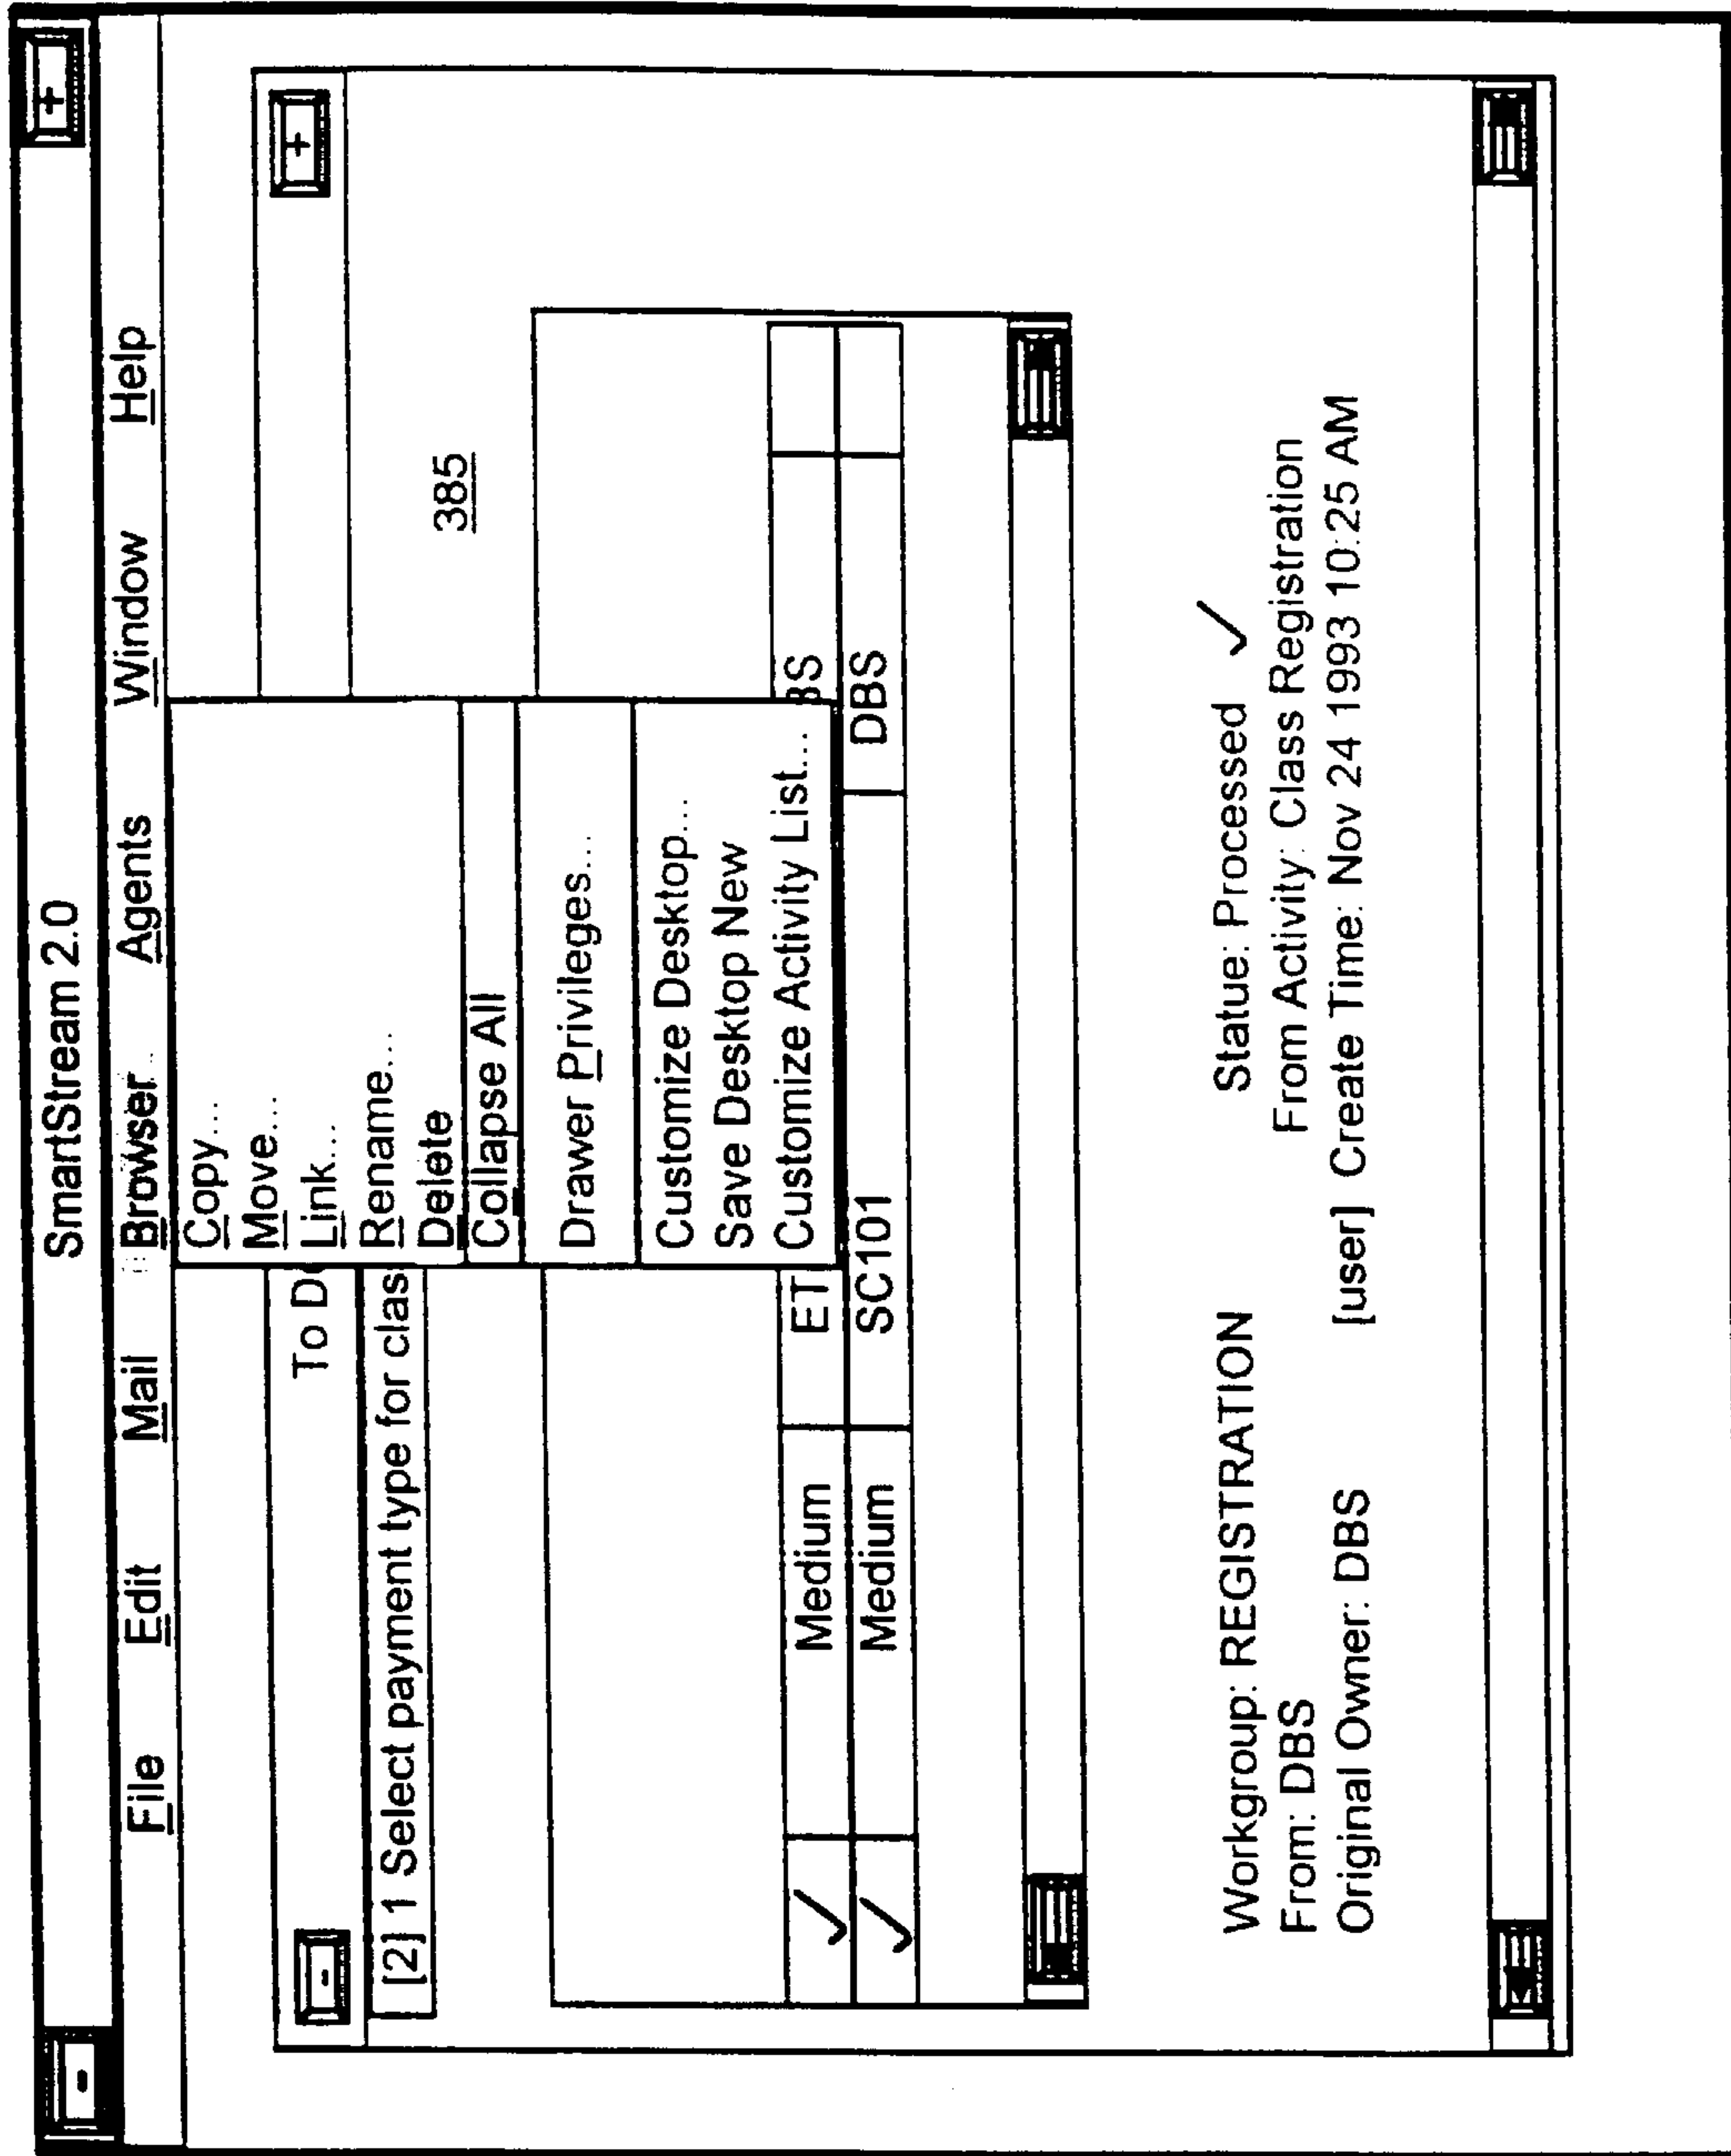 SmartStream 2.0
File Edit Mail Browser Agents Window Help
Copy...
Move...
Link...
Rename...
Delete
Collapse All
Drawer Privileges...
Customize Desktop...
Save Desktop New
Customize Activity List...
To D
[2] 1 Select payment type for clas
385
Medium ET BS
Medium SC101 DBS
Workgroup: REGISTRATION Statue: Processed ✓
From: DBS From Activity: Class Registration
Original Owner: DBS [user] Create Time: Nov 24 1993 10:25 AM